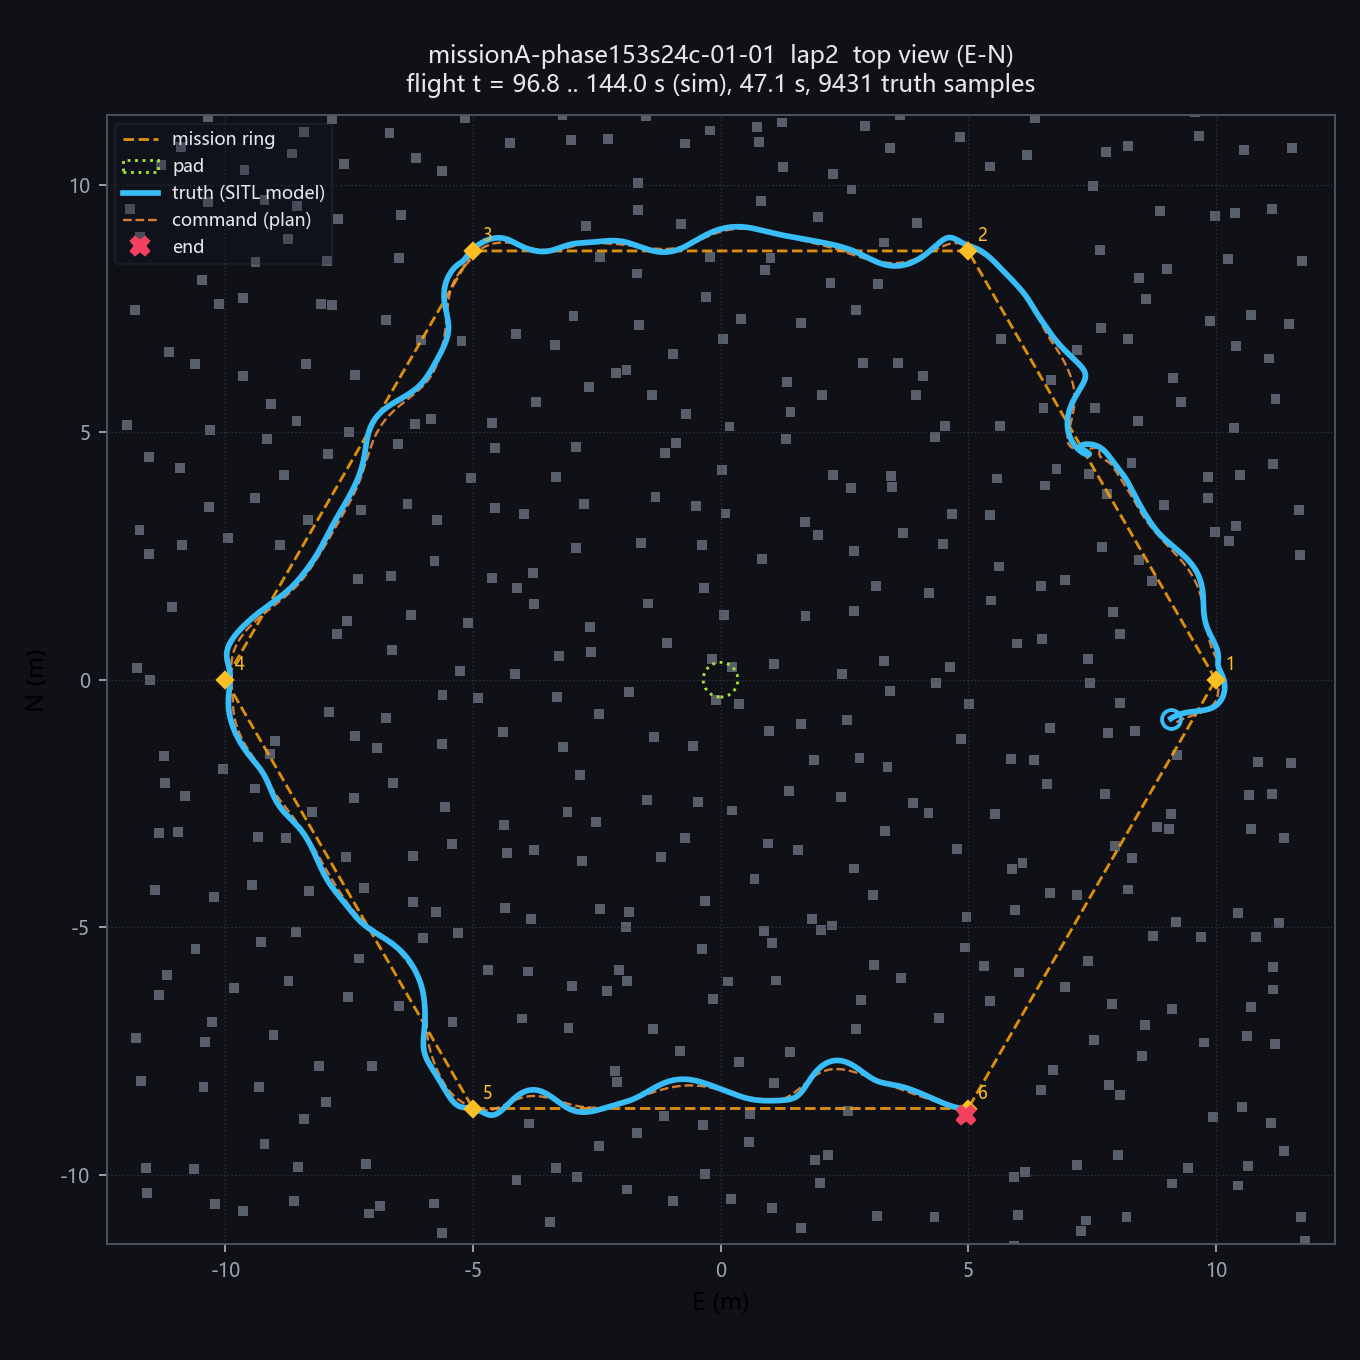 missionA-phase153s24c-01-01  lap2  top view (E-N)
flight t = 96.8 .. 144.0 s (sim), 47.1 s, 9431 truth samples
mission ring
pad
truth (SITL model)
command (plan)
end
3
2
4
1
5
6
10
5
0
-5
-10
N (m)
-10
-5
0
5
10
E (m)